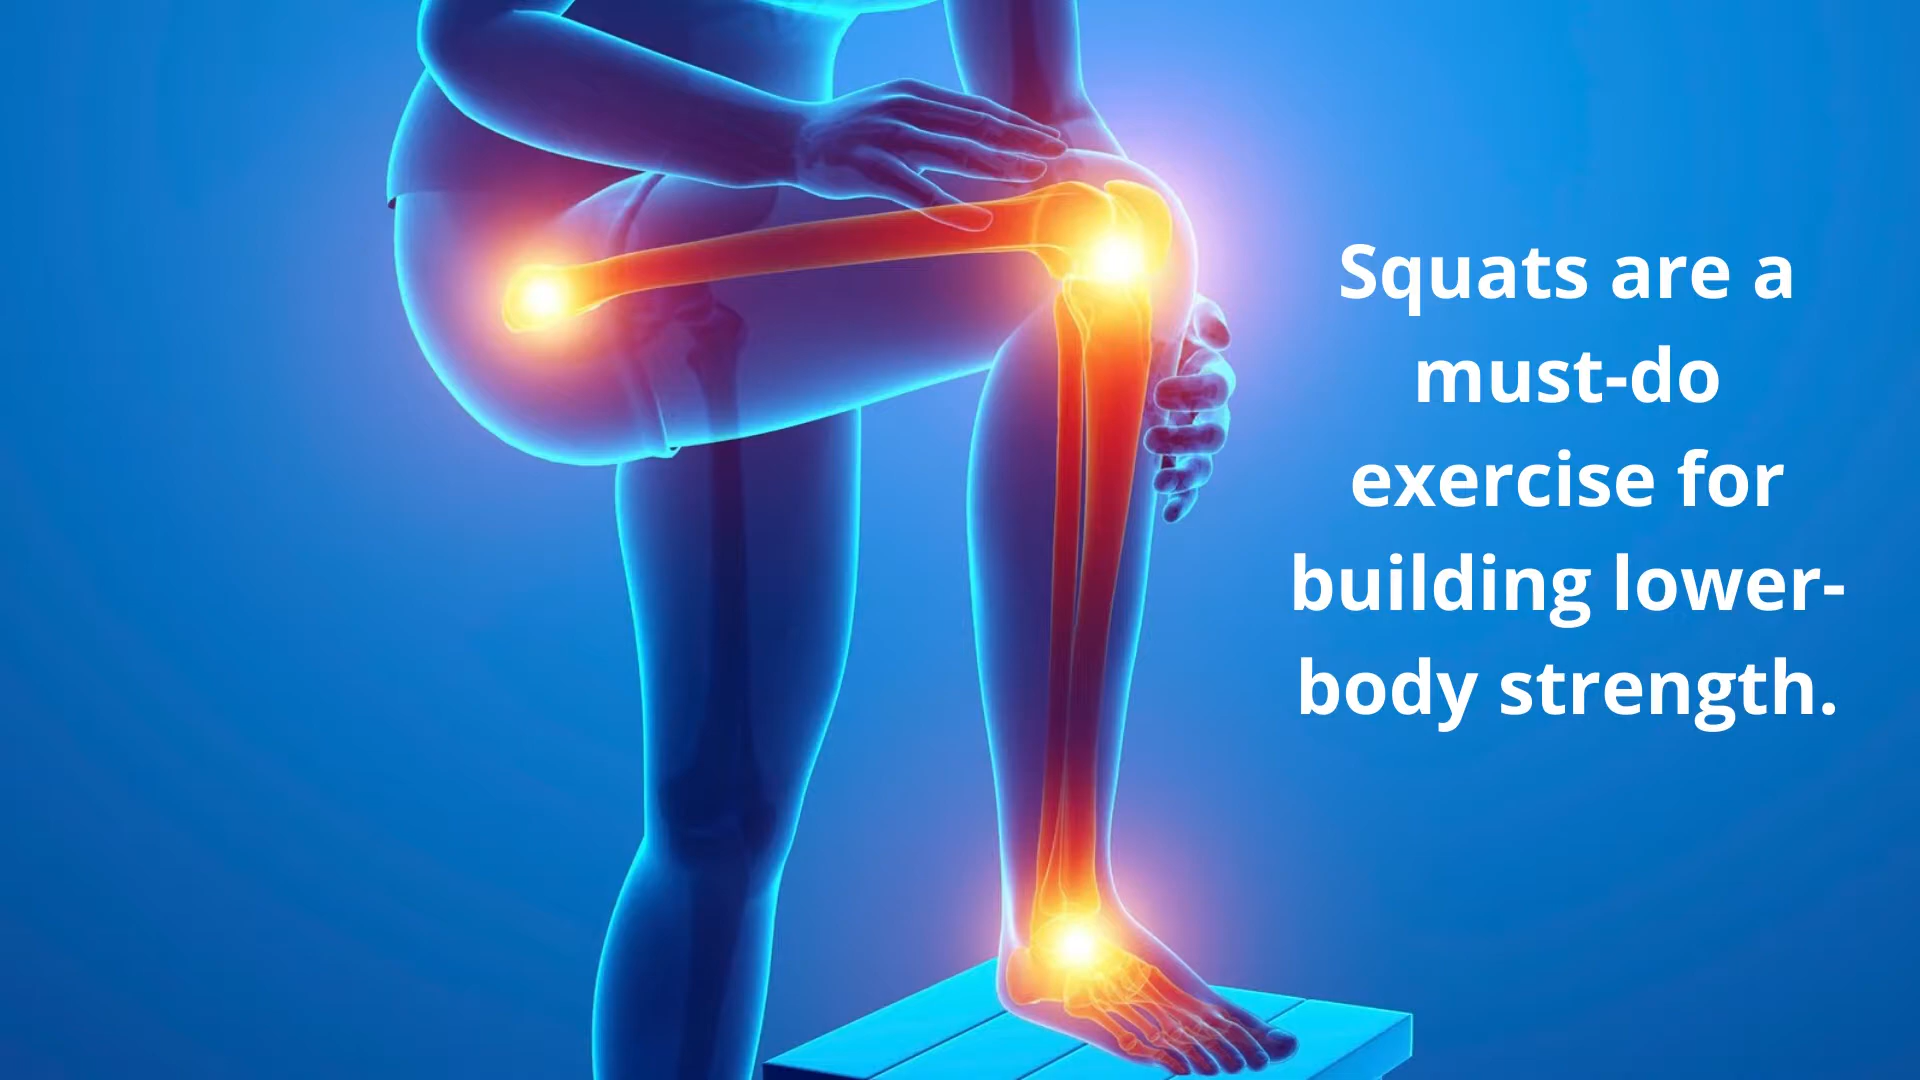 Squats are a
must-do
exercise for
building lower-
body strength.